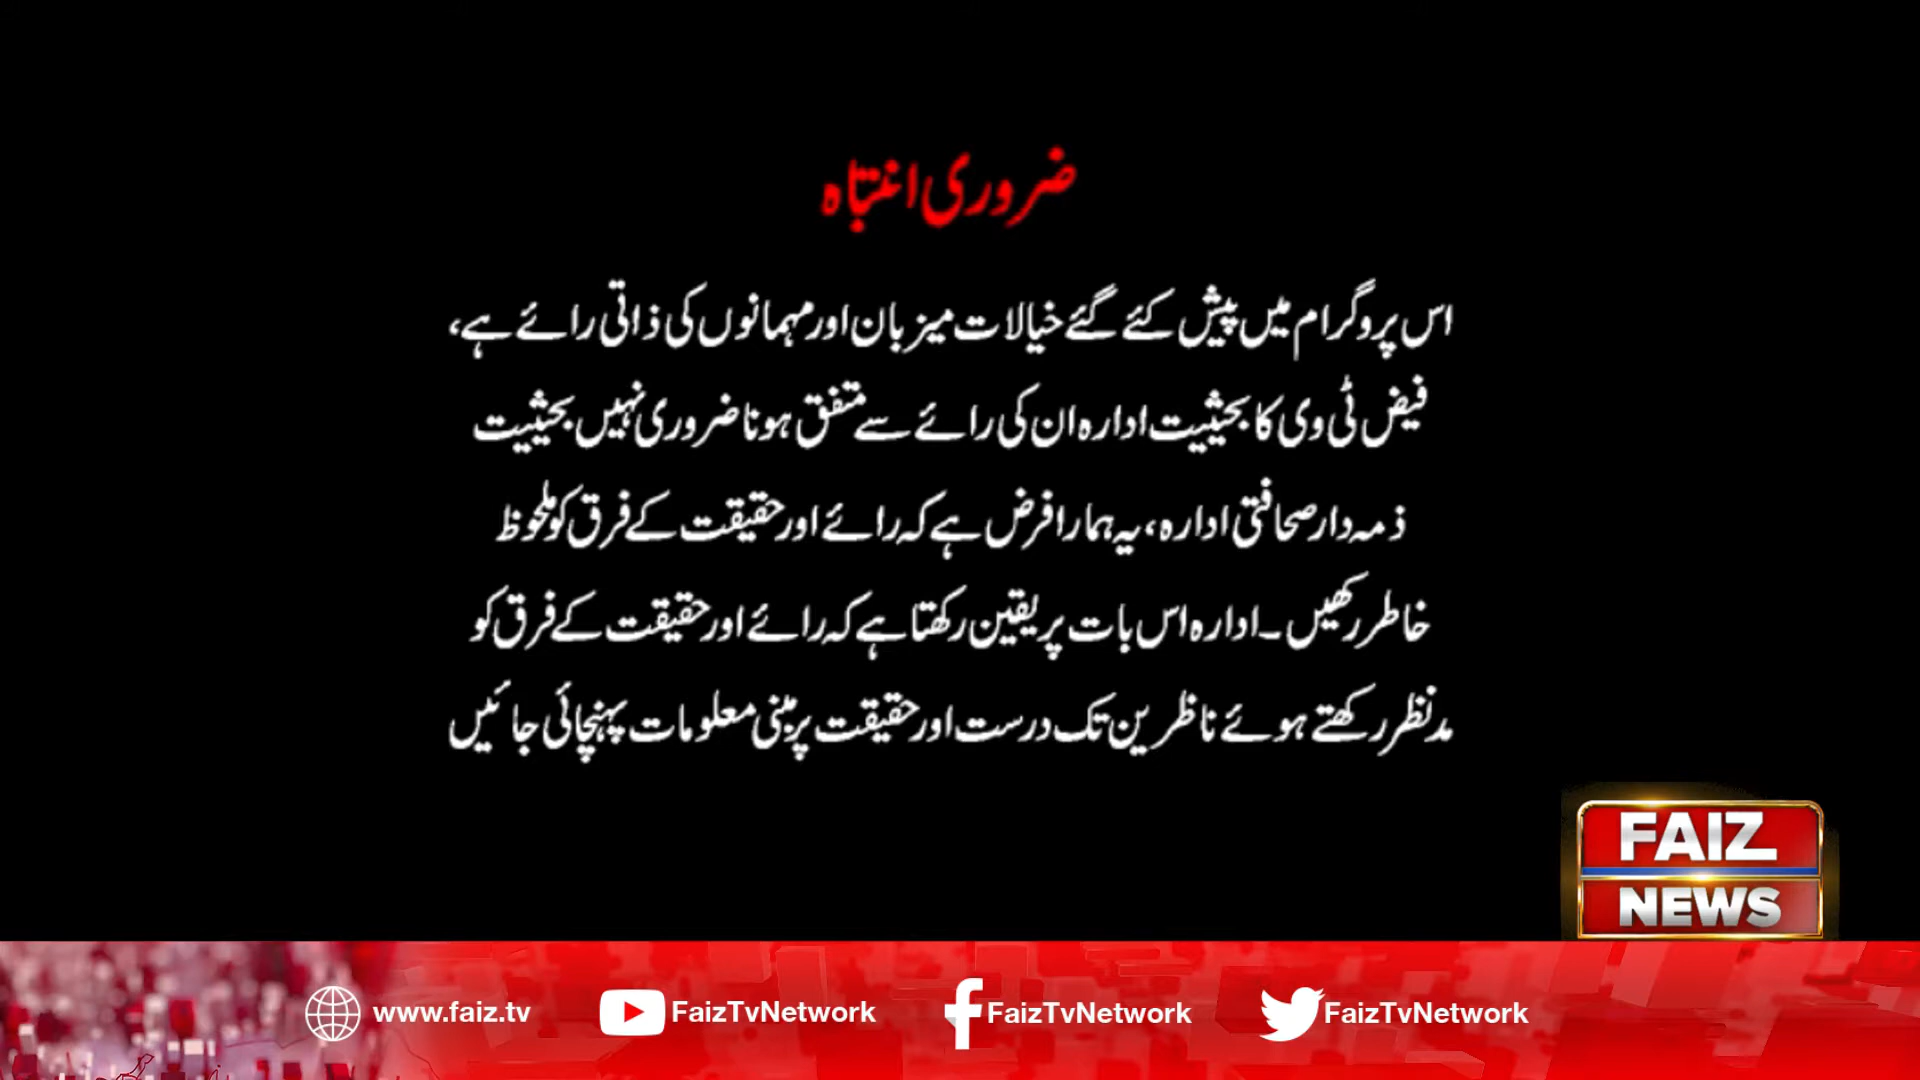 ضروری انتباہ
اس پروگرام میں پیش کئے گئے خیالات میزبان اور مہمانوں کی ذاتی رائے ہے،
فیض ٹی وی کا بحیثیت ادارہ ان کی رائے سے متفق ہونا ضروری نہیں بحیثیت
ذمہ دار صحافتی ادارہ، یہ ہمارا فرض ہے کہ رائے اور حقیقت کے فرق کو ملحوظ
خاطر رکھیں۔ ادارہ اس بات پر یقین رکھتا ہے کہ رائے اور حقیقت کے فرق کو
مدنظر رکھتے ہوئے ناظرین تک درست اور حقیقت پر مبنی معلومات پہنچائی جائیں
FAIZ
NEWS
www.faiz.tv FaizTvNetwork FaizTvNetwork FaizTvNetwork